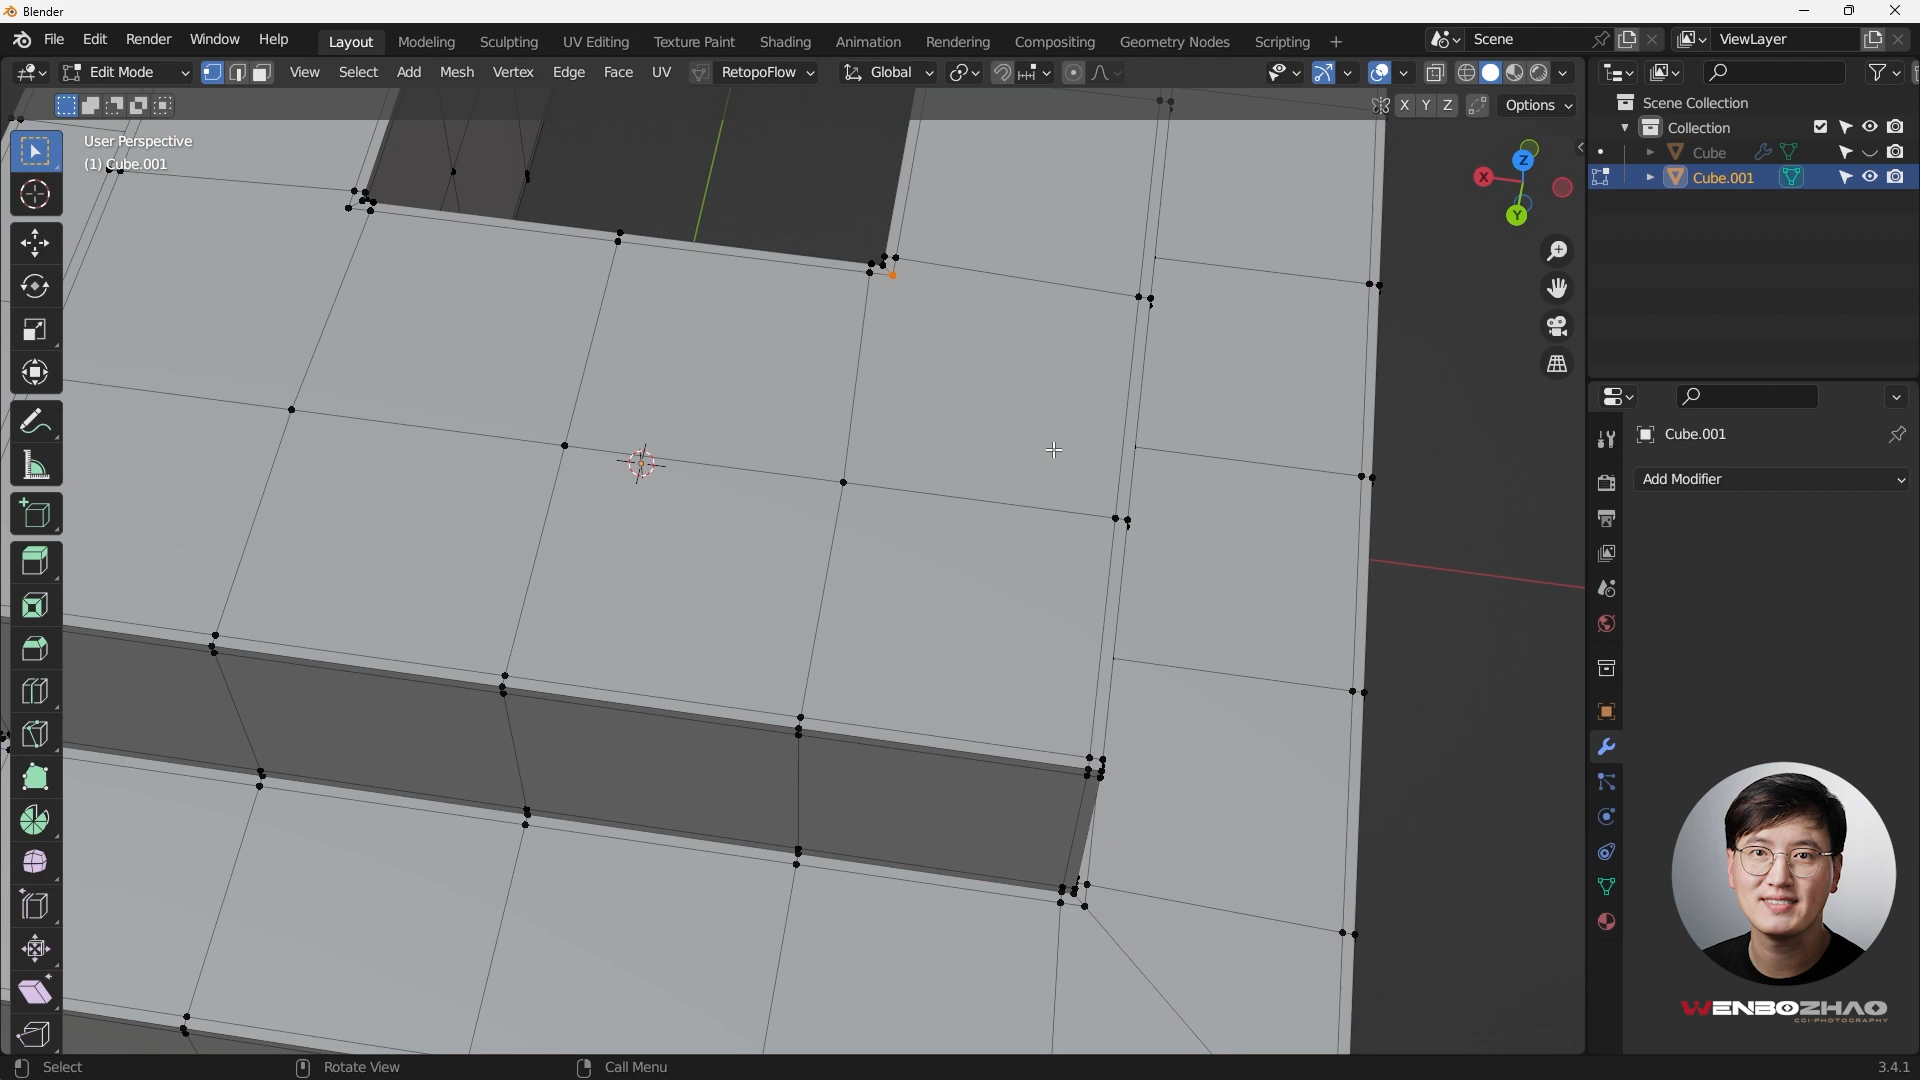 Blender
File Edit Render Window Help Layout Modeling Sculpting UV Editing Texture Paint Shading Animation Rendering Compositing Geometry Nodes Scripting + Scene ViewLayer
Edit Mode View Select Add Mesh Vertex Edge Face UV RetopoFlow Global
X Y Z Options
Scene Collection
Collection
Cube
Cube.001
User Perspective
(1) Cube.001
Z
X
Y
Cube.001
Add Modifier
WENBOZHAO
CGI-PHOTOGRAPHY
Select Rotate View Call Menu 3.4.1